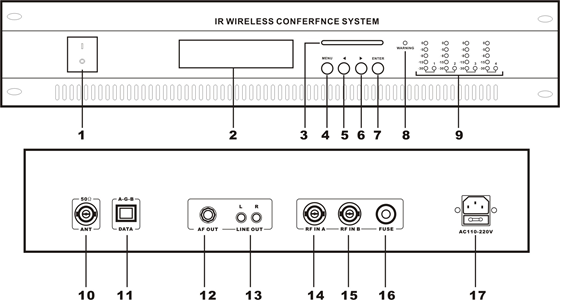 IR WIRELESS CONFERFNCE SYSTEM
MENU ◄ ► ENTER
WARNING
1 2 3 4 5 6 7 8 9
50Ω A-G-B L R
ANT DATA AF OUT LINE OUT RF IN A RF IN B FUSE AC110-220V
10 11 12 13 14 15 16 17